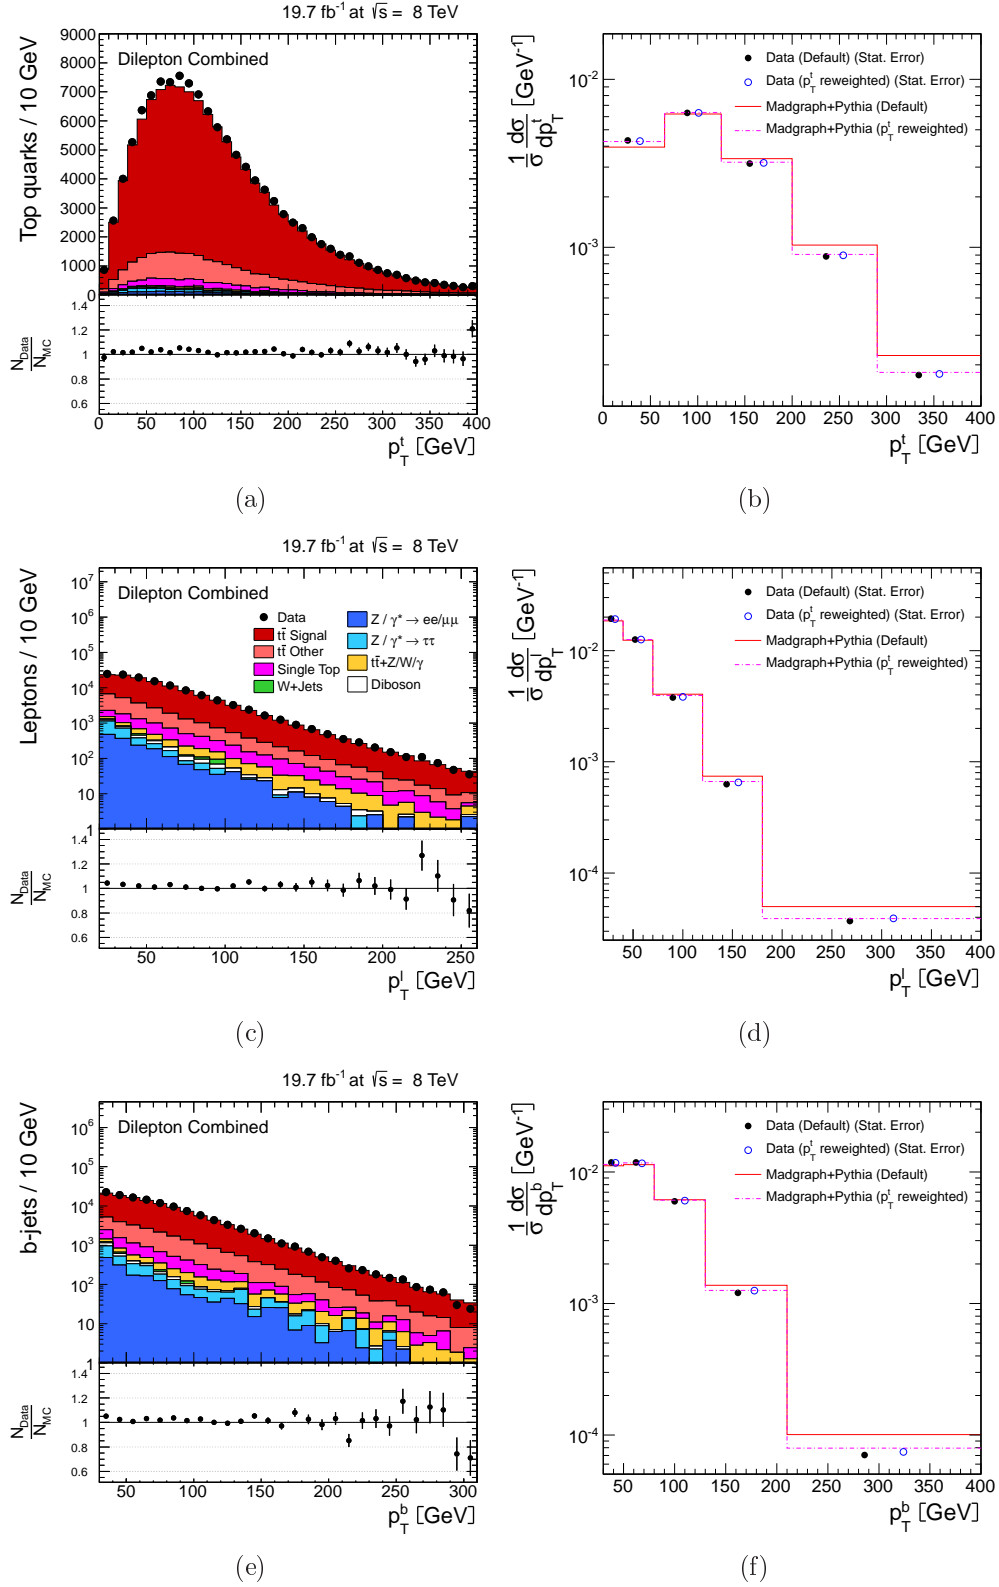 19.7 fb⁻¹ at √s = 8 TeV
Dilepton Combined
Top quarks / 10 GeV
9000
8000
7000
6000
5000
4000
3000
2000
1000
0
N_Data / N_MC
1.4
1.2
1
0.8
0.6
0 50 100 150 200 250 300 350 400
p_T^t [GeV]
(a)
1/σ dσ/dp_T^t [GeV⁻¹]
Data (Default) (Stat. Error)
Data (p_T^t reweighted) (Stat. Error)
Madgraph+Pythia (Default)
Madgraph+Pythia (p_T^t reweighted)
10⁻²
10⁻³
0 50 100 150 200 250 300 350 400
p_T^t [GeV]
(b)
19.7 fb⁻¹ at √s = 8 TeV
Dilepton Combined
Leptons / 10 GeV
Data
tt̄ Signal
tt̄ Other
Single Top
W+Jets
Z / γ* → ee/μμ
Z / γ* → ττ
tt̄+Z/W/γ
Diboson
10⁷
10⁶
10⁵
10⁴
10³
10²
10
1
N_Data / N_MC
1.4
1.2
1
0.8
0.6
50 100 150 200 250
p_T^l [GeV]
(c)
1/σ dσ/dp_T^l [GeV⁻¹]
Data (Default) (Stat. Error)
Data (p_T^t reweighted) (Stat. Error)
Madgraph+Pythia (Default)
Madgraph+Pythia (p_T^t reweighted)
10⁻²
10⁻³
10⁻⁴
50 100 150 200 250 300 350 400
p_T^l [GeV]
(d)
19.7 fb⁻¹ at √s = 8 TeV
Dilepton Combined
b-jets / 10 GeV
10⁶
10⁵
10⁴
10³
10²
10
1
N_Data / N_MC
1.4
1.2
1
0.8
0.6
50 100 150 200 250 300
p_T^b [GeV]
(e)
1/σ dσ/dp_T^b [GeV⁻¹]
Data (Default) (Stat. Error)
Data (p_T^t reweighted) (Stat. Error)
Madgraph+Pythia (Default)
Madgraph+Pythia (p_T^t reweighted)
10⁻²
10⁻³
10⁻⁴
50 100 150 200 250 300 350 400
p_T^b [GeV]
(f)